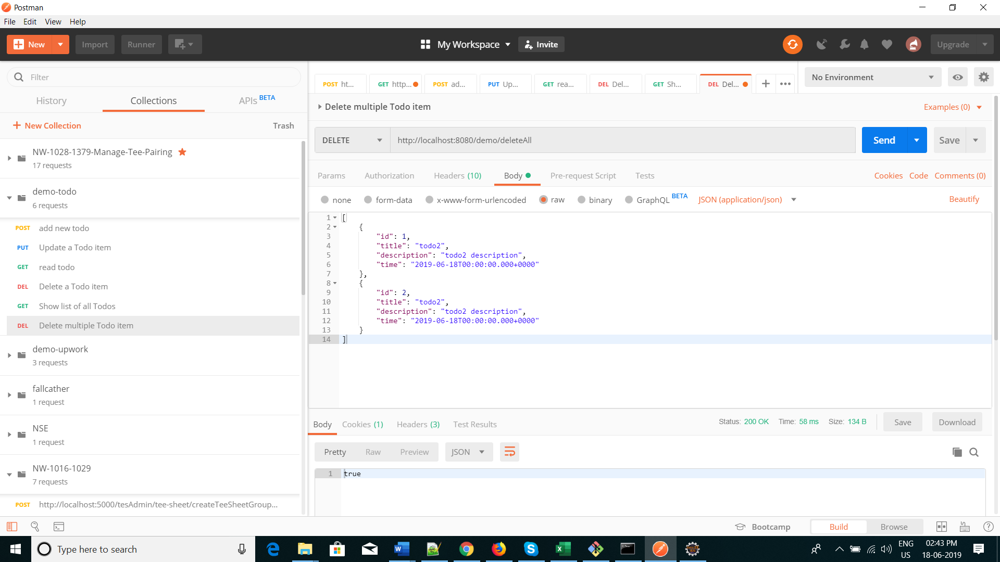 Postman
File Edit View Help
New Import Runner My Workspace Invite Upgrade
Filter
History Collections APIs BETA
New Collection Trash
NW-1028-1379-Manage-Tee-Pairing
17 requests
demo-todo
6 requests
POST add new todo
PUT Update a Todo item
GET read todo
DEL Delete a Todo item
GET Show list of all Todos
DEL Delete multiple Todo item
demo-upwork
3 requests
fallcather
1 request
NSE
1 request
NW-1016-1029
7 requests
POST http://localhost:5000/tesAdmin/tee-sheet/createTeeSheetGroup...
POST ht... GET http... POST ad... PUT Up... GET rea... DEL Del... GET Sh... DEL Del... No Environment
Delete multiple Todo item Examples (0)
DELETE http://localhost:8080/demo/deleteAll Send Save
Params Authorization Headers (10) Body Pre-request Script Tests Cookies Code Comments (0)
none form-data x-www-form-urlencoded raw binary GraphQL BETA JSON (application/json) Beautify
1 [
2 {
3 "id": 1,
4 "title": "todo2",
5 "description": "todo2 description",
6 "time": "2019-06-18T00:00:00.000+0000"
7 },
8 {
9 "id": 2,
10 "title": "todo2",
11 "description": "todo2 description",
12 "time": "2019-06-18T00:00:00.000+0000"
13 }
14 ]
Body Cookies (1) Headers (3) Test Results Status: 200 OK Time: 58 ms Size: 134 B Save Download
Pretty Raw Preview JSON
1 true
Bootcamp Build Browse
Type here to search
ENG
US
02:43 PM
18-06-2019